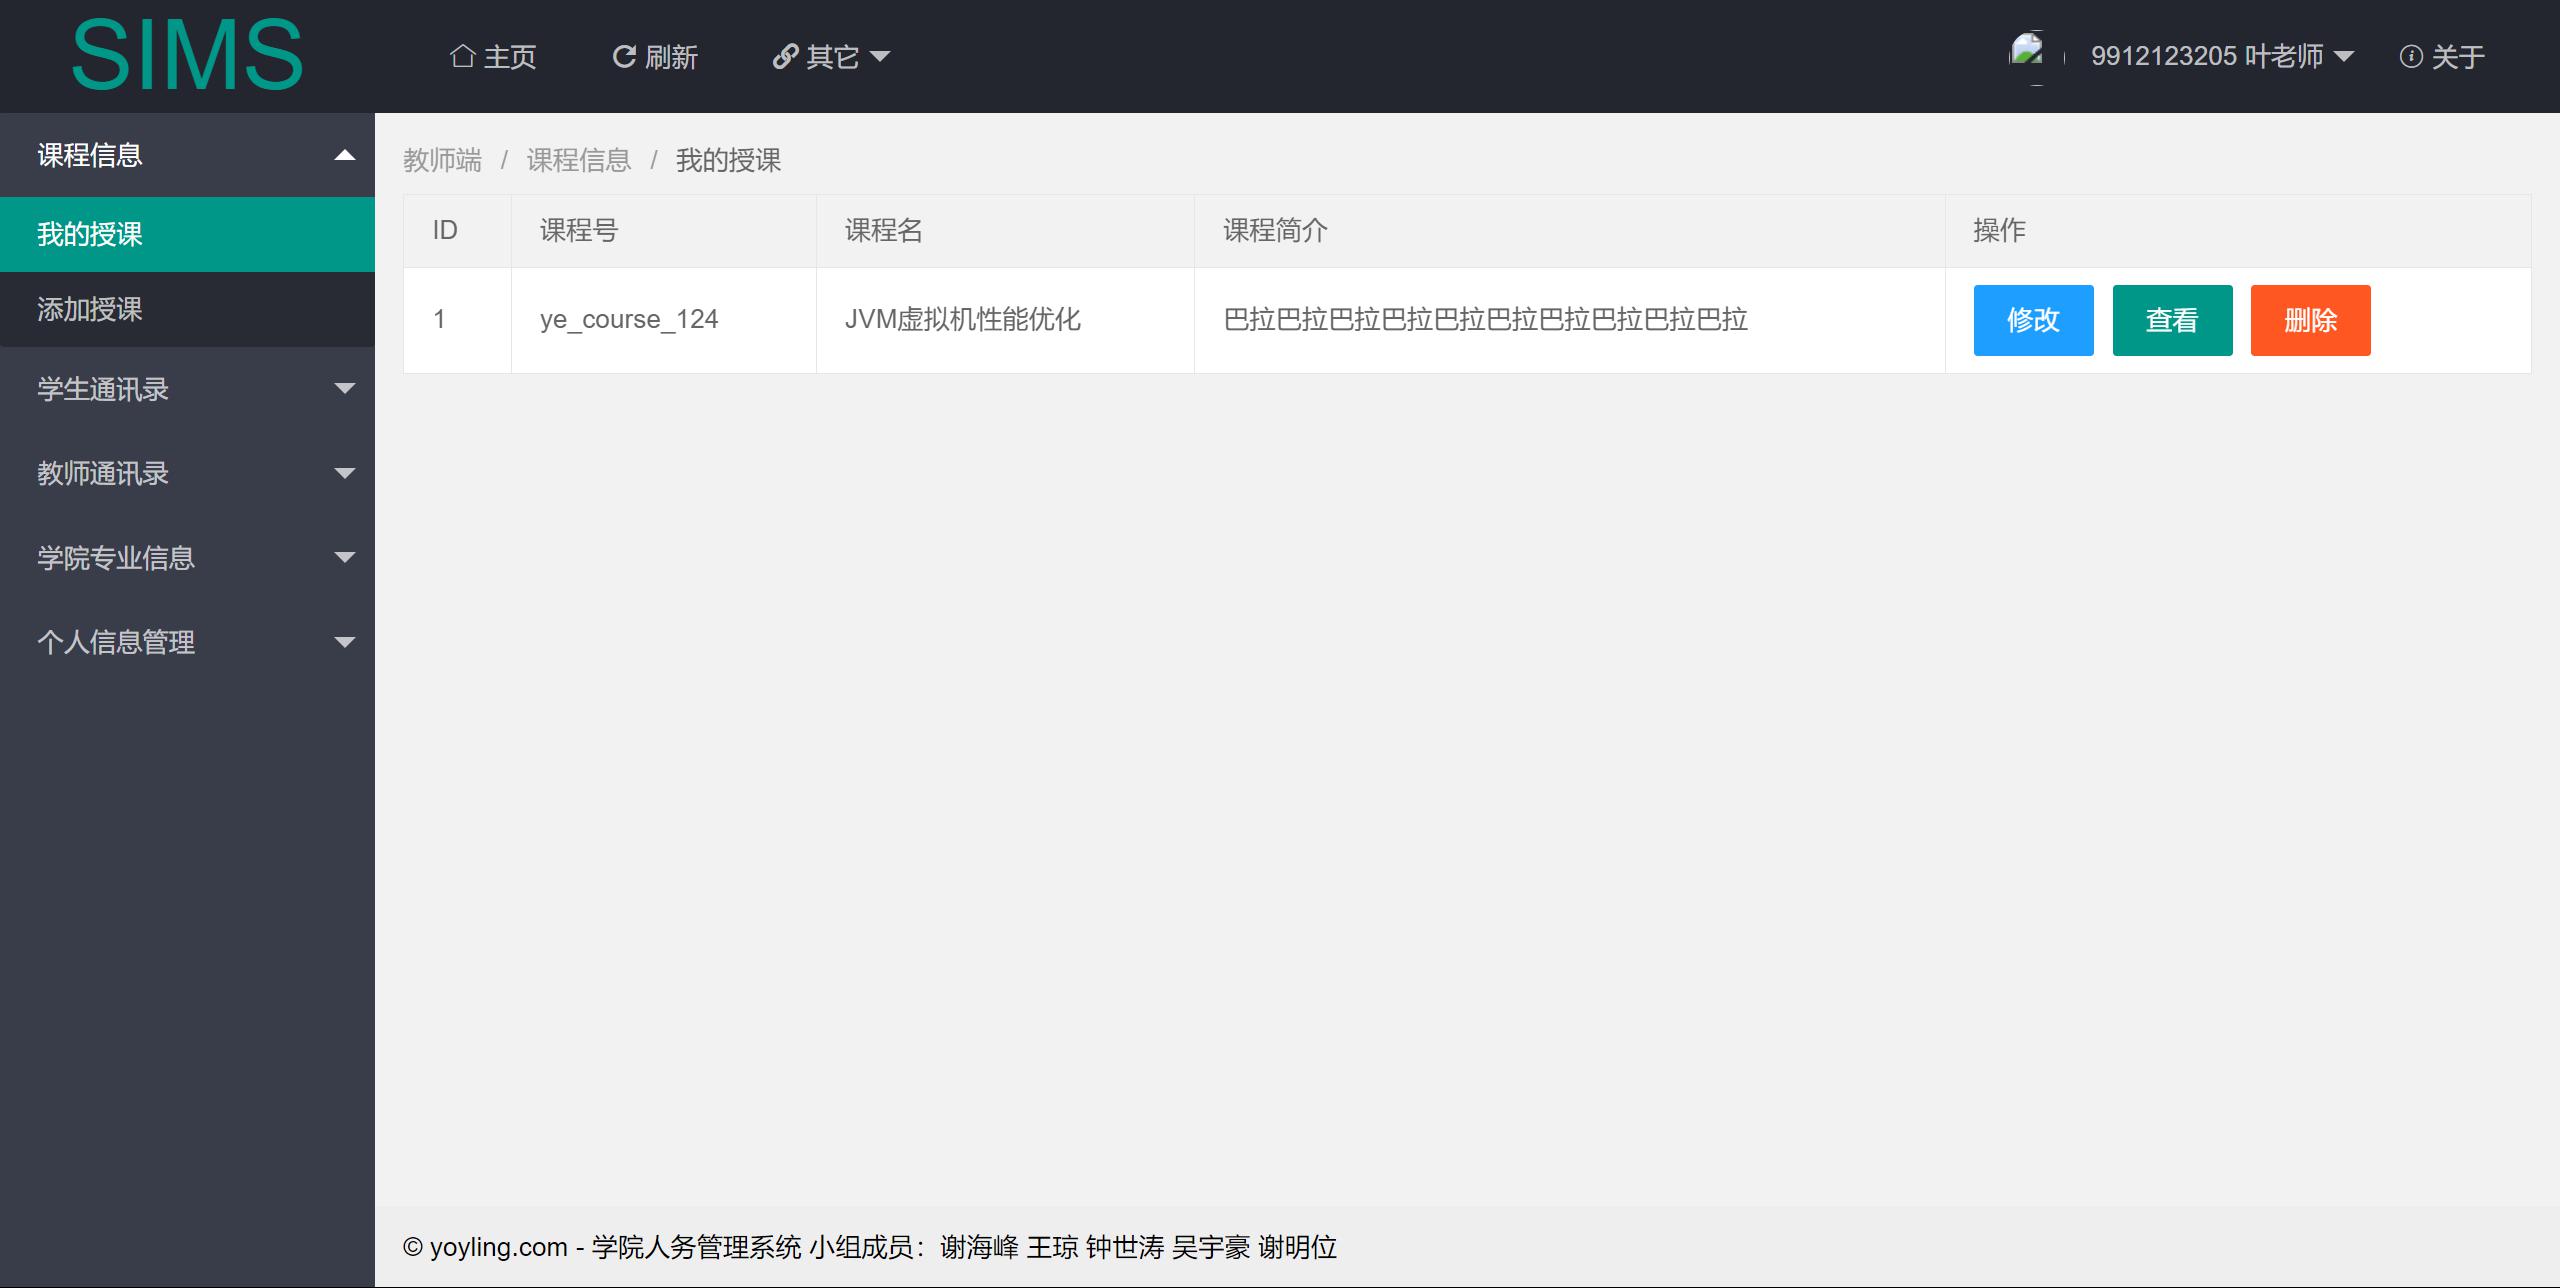 SIMS
主页 刷新 其它 9912123205 叶老师 关于
课程信息
我的授课
添加授课
学生通讯录
教师通讯录
学院专业信息
个人信息管理
教师端 / 课程信息 / 我的授课
ID 课程号 课程名 课程简介 操作
1 ye_course_124 JVM虚拟机性能优化 巴拉巴拉巴拉巴拉巴拉巴拉巴拉巴拉巴拉巴拉 修改 查看 删除
© yoyling.com - 学院人务管理系统 小组成员：谢海峰 王琼 钟世涛 吴宇豪 谢明位